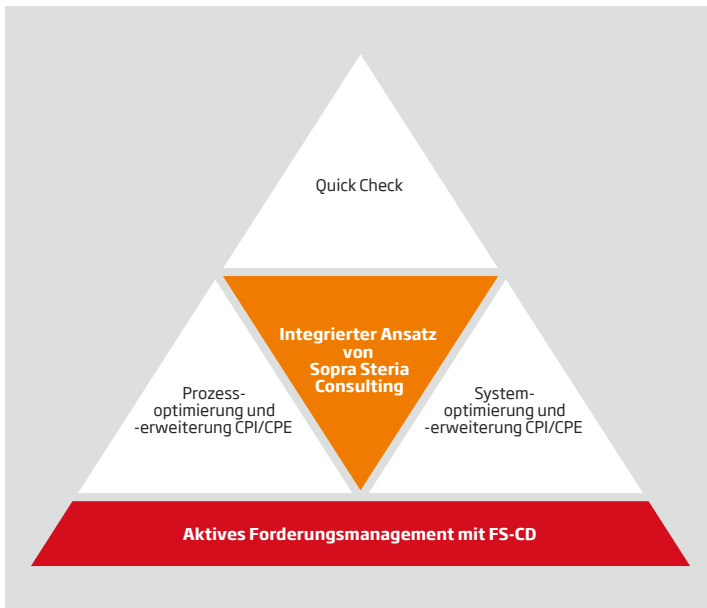 Quick Check
Integrierter Ansatz
von
Sopra Steria
Consulting
Prozess-
optimierung und
-erweiterung CPI/CPE
System-
optimierung und
-erweiterung CPI/CPE
Aktives Forderungsmanagement mit FS-CD